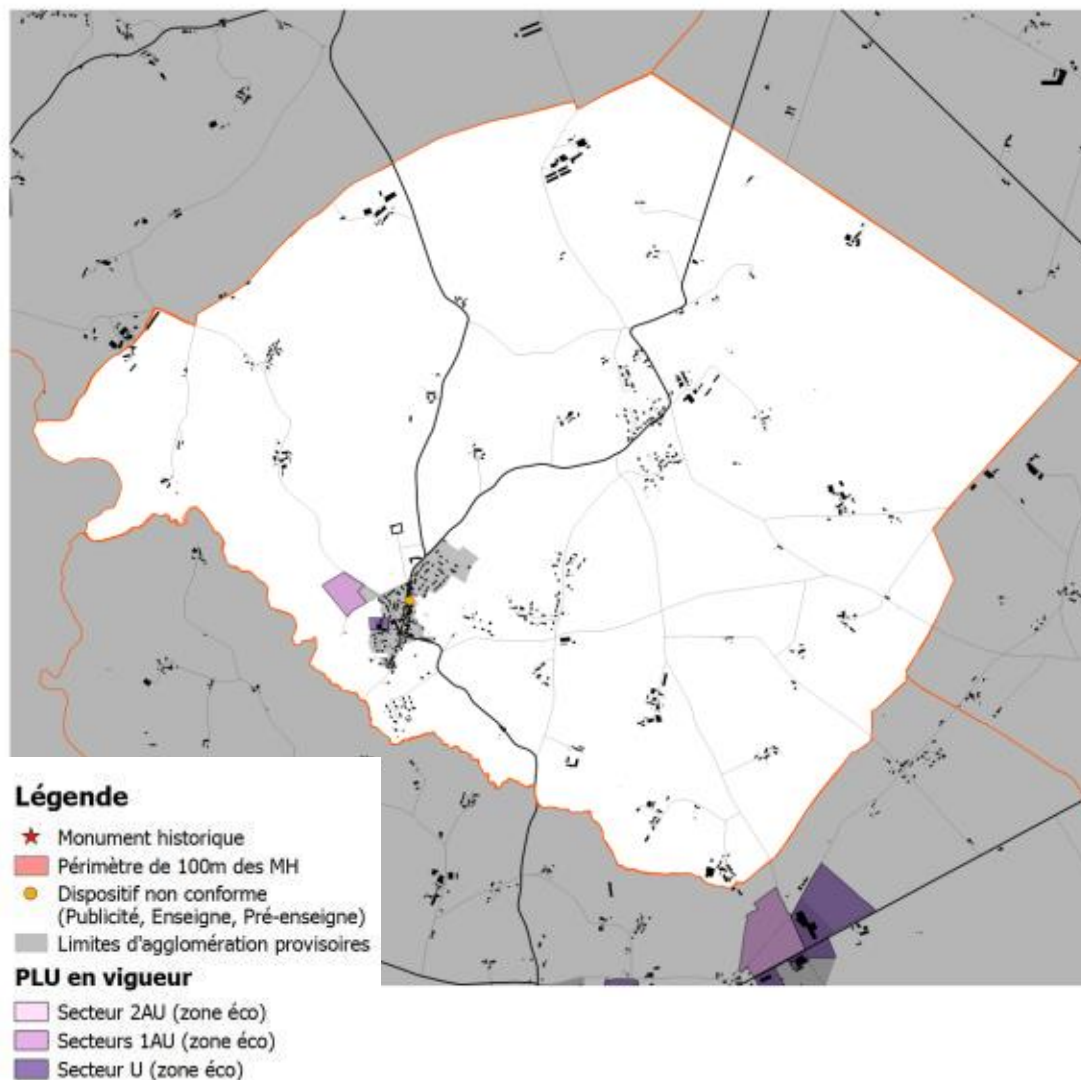 Légende
Monument historique
Périmètre de 100m des MH
Dispositif non conforme
(Publicité, Enseigne, Pré-enseigne)
Limites d'agglomération provisoires
PLU en vigueur
Secteur 2AU (zone éco)
Secteurs 1AU (zone éco)
Secteur U (zone éco)